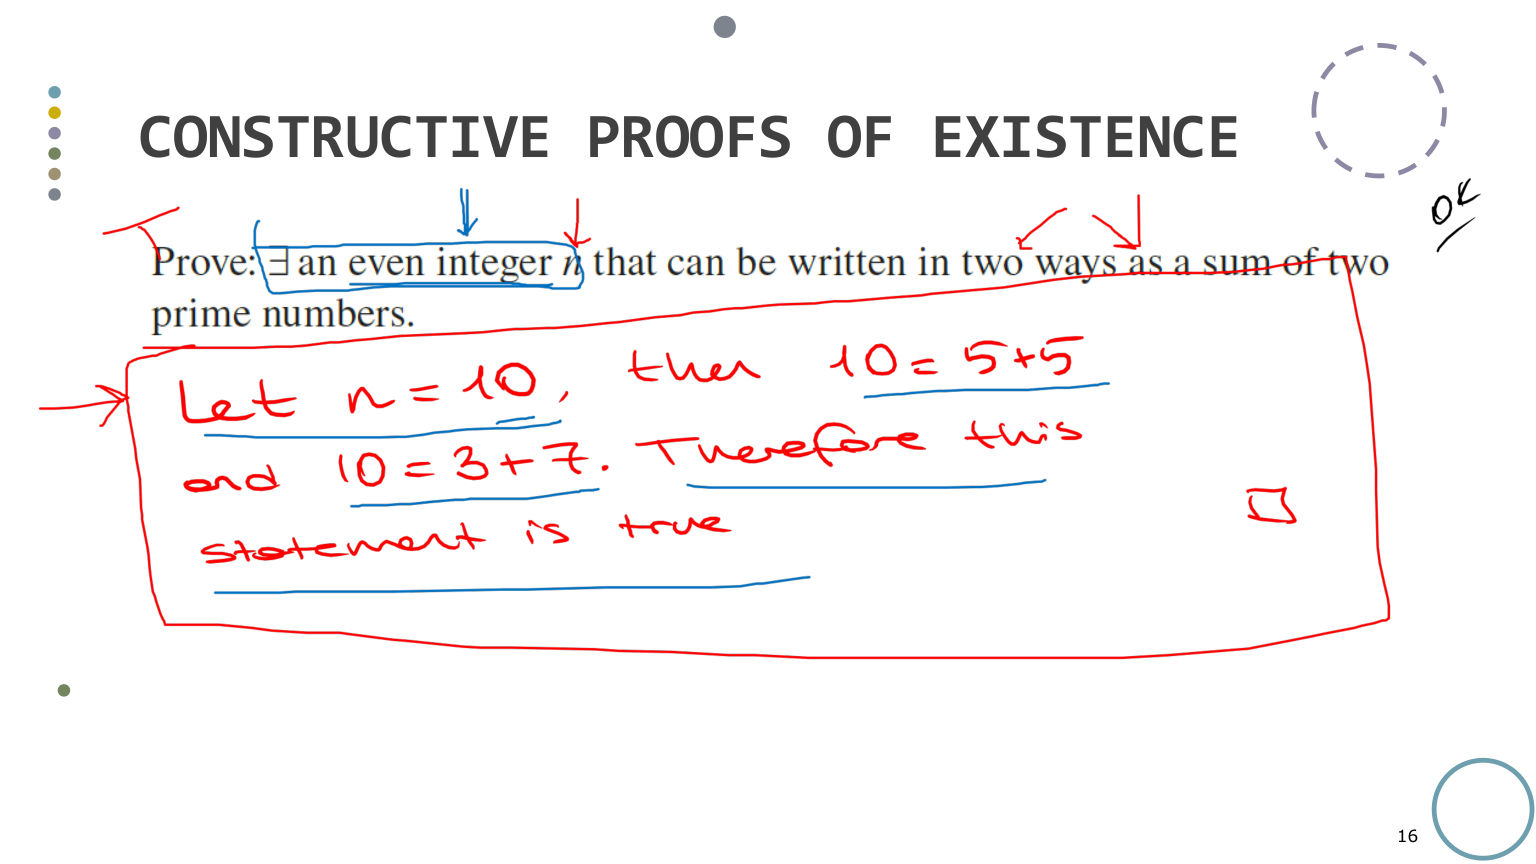 CONSTRUCTIVE PROOFS OF EXISTENCE
OK
Prove: ∃ an even integer n that can be written in two ways as a sum of two
prime numbers.
Let n = 10, then 10 = 5+5
and 10 = 3+7. Therefore this
statement is true □
16